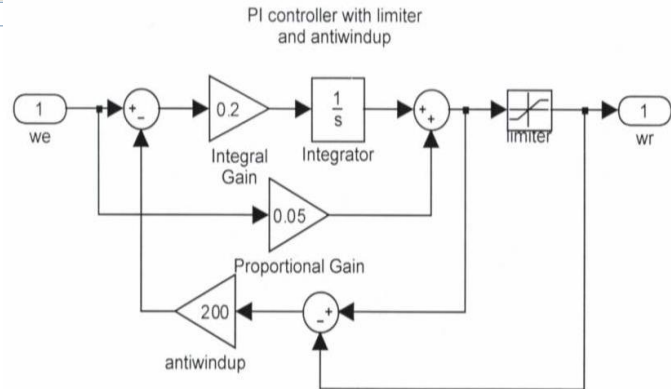 PI controller with limiter
and antiwindup
1
we
+
-
0.2
Integral
Gain
1
s
Integrator
+
+
limiter
1
wr
0.05
Proportional Gain
200
antiwindup
+
-